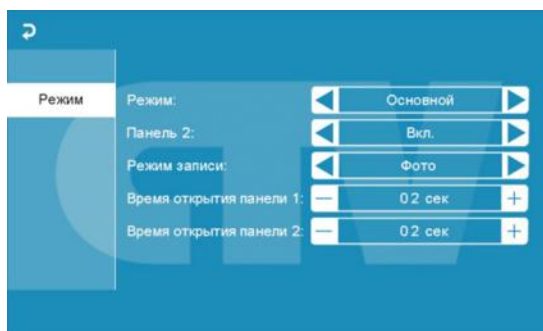 Режим
Режим: Основной
Панель 2: Вкл.
Режим записи: Фото
Время открытия панели 1: — 02 сек +
Время открытия панели 2: — 02 сек +